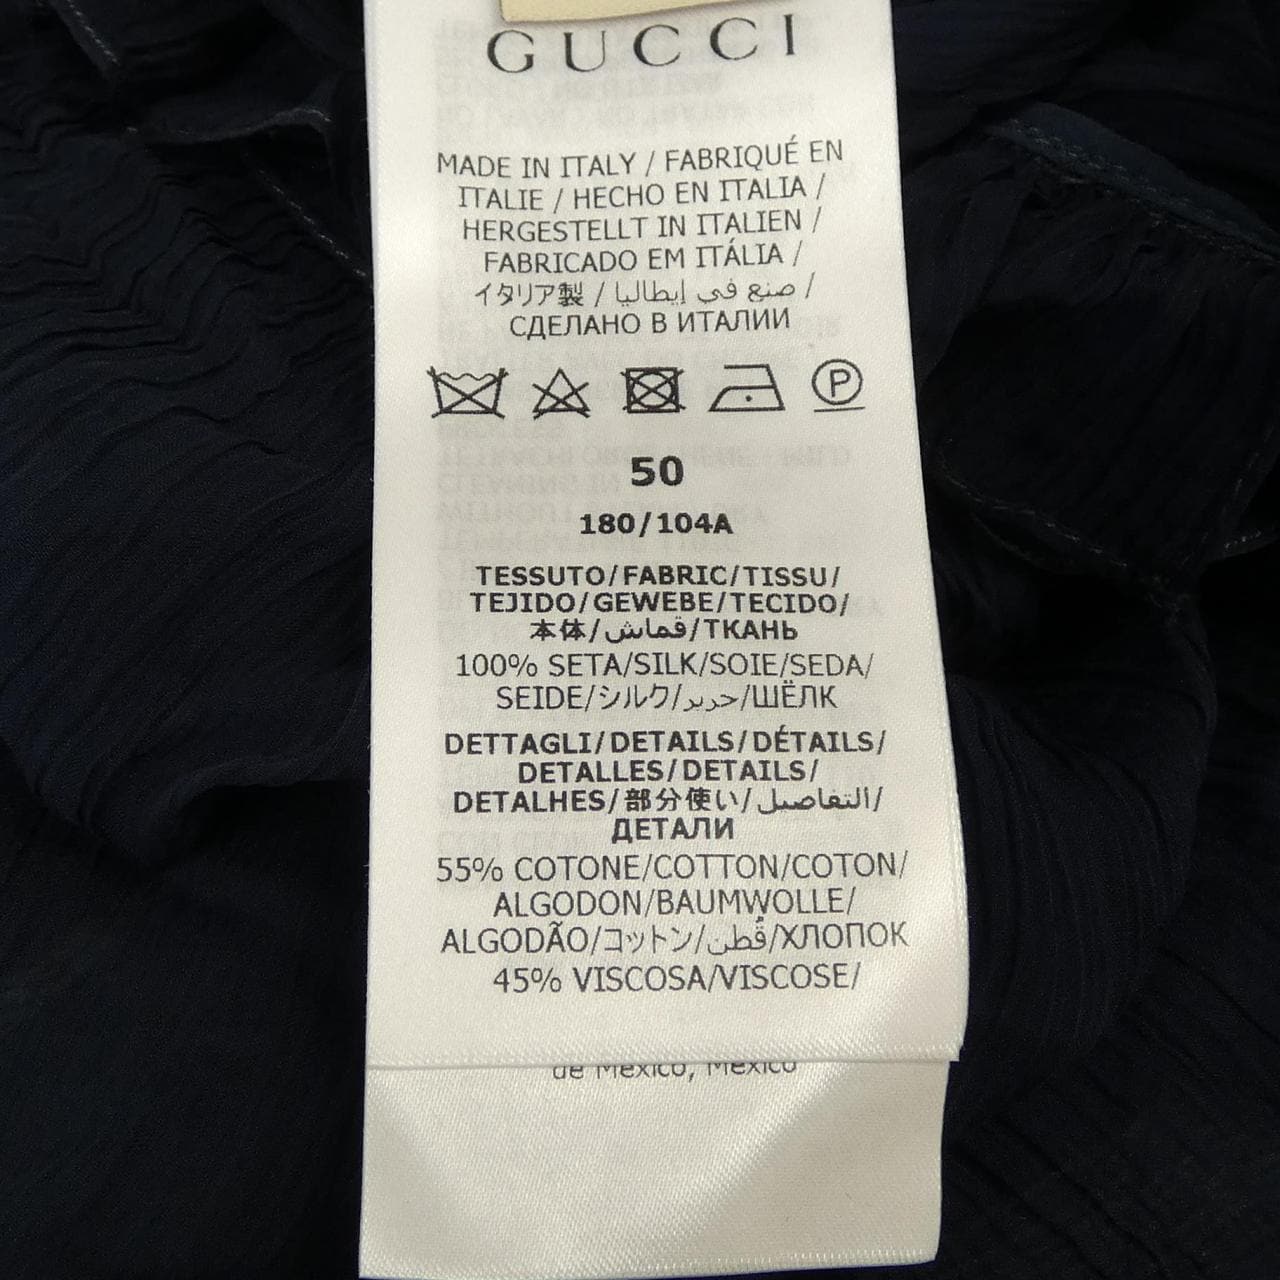 GUCCI
MADE IN ITALY / FABRIQUÉ EN
ITALIE / HECHO EN ITALIA /
HERGESTELLT IN ITALIEN /
FABRICADO EM ITÁLIA /
イタリア製 / صنع في إيطاليا /
СДЕЛАНО В ИТАЛИИ
P
50
180/104A
TESSUTO/FABRIC/TISSU/
TEJIDO/GEWEBE/TECIDO/
本体/قماش/ТКАНЬ
100% SETA/SILK/SOIE/SEDA/
SEIDE/シルク/حرير/ШЁЛК
DETTAGLI/DETAILS/DÉTAILS/
DETALLES/DETAILS/
DETALHES/部分使い/التفاصيل/
ДЕТАЛИ
55% COTONE/COTTON/COTON/
ALGODON/BAUMWOLLE/
ALGODÃO/コットン/قُطن/ХЛОПОК
45% VISCOSA/VISCOSE/
de México, México